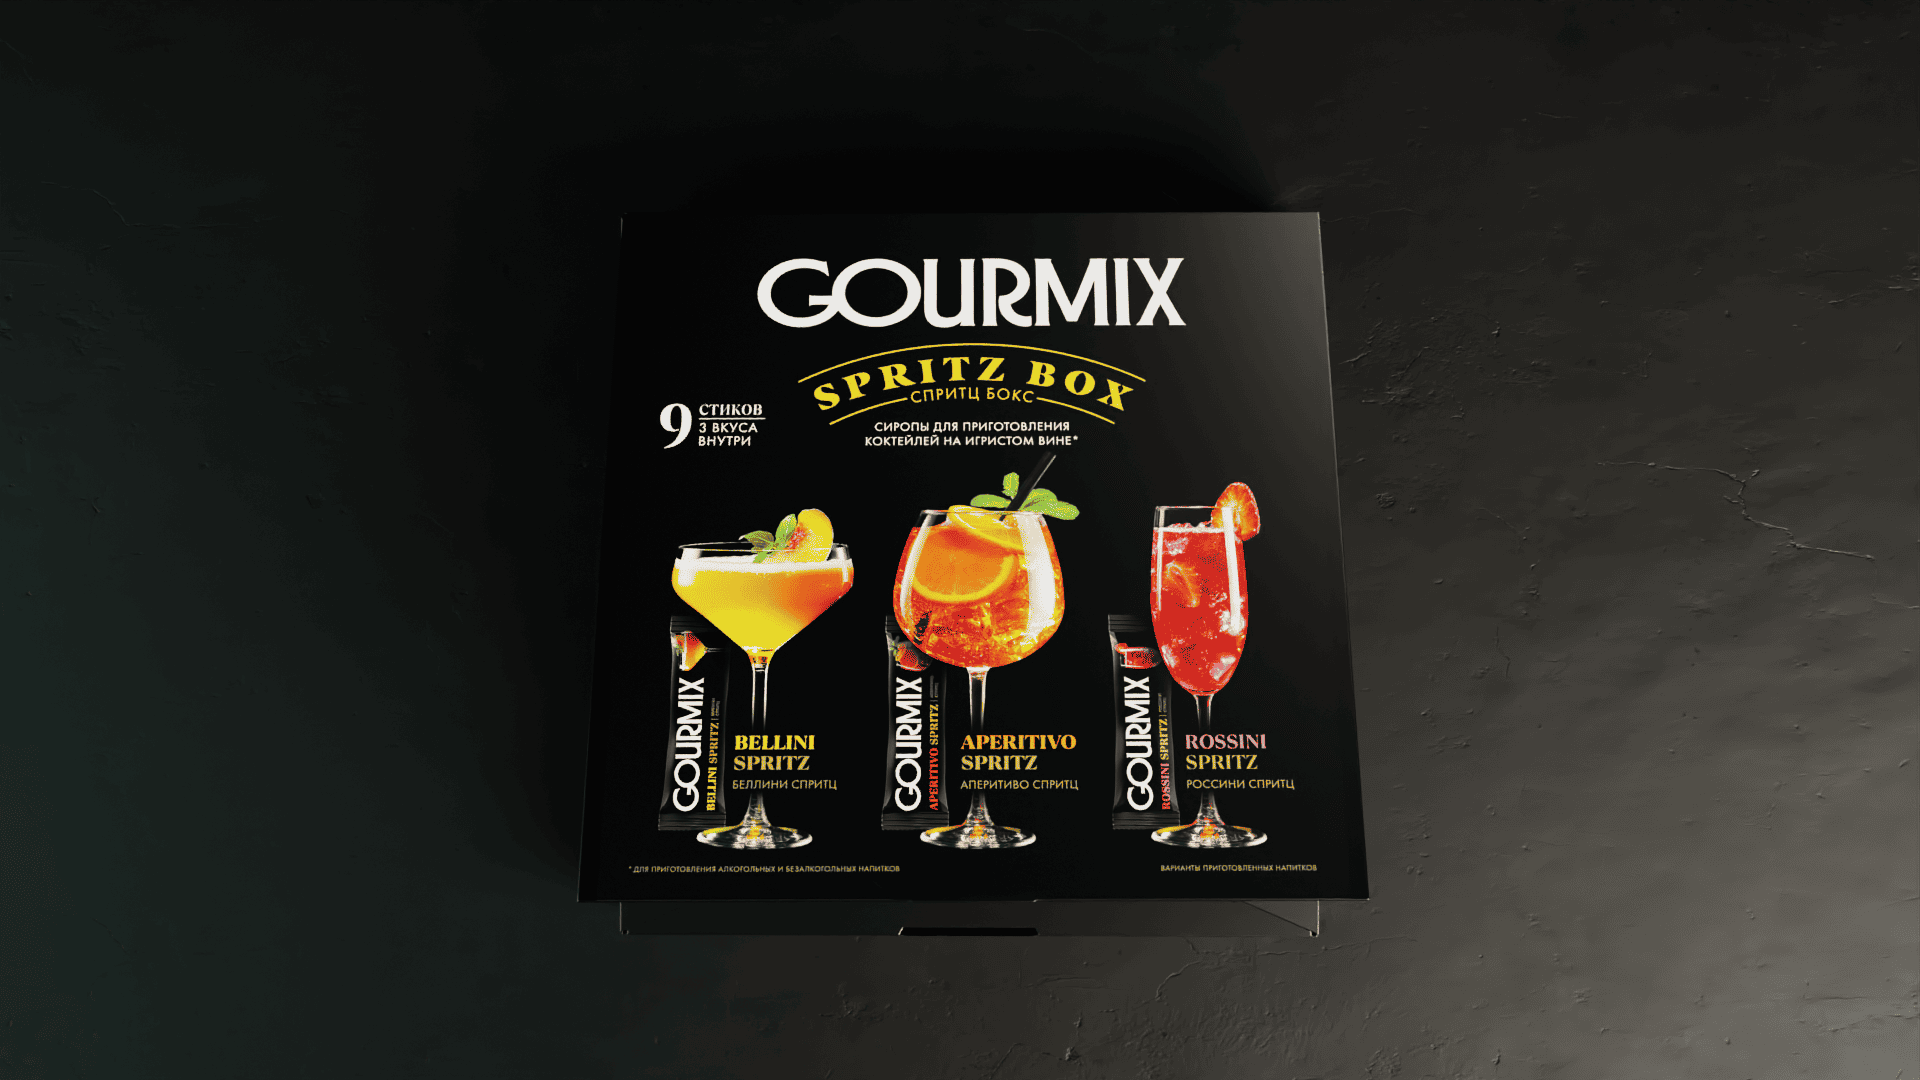 GOURMIX
SPRITZ BOX
СПРИТЦ БОКС
9 СТИКОВ
3 ВКУСА
ВНУТРИ
СИРОПЫ ДЛЯ ПРИГОТОВЛЕНИЯ
КОКТЕЙЛЕЙ НА ИГРИСТОМ ВИНЕ*
GOURMIX
BELLINI SPRITZ
BELLINI
SPRITZ
БЕЛЛИНИ СПРИТЦ
GOURMIX
APERITIVO SPRITZ
APERITIVO
SPRITZ
АПЕРИТИВО СПРИТЦ
GOURMIX
ROSSINI SPRITZ
ROSSINI
SPRITZ
РОССИНИ СПРИТЦ
* ДЛЯ ПРИГОТОВЛЕНИЯ АЛКОГОЛЬНЫХ И БЕЗАЛКОГОЛЬНЫХ НАПИТКОВ
ВАРИАНТЫ ПРИГОТОВЛЕННЫХ НАПИТКОВ